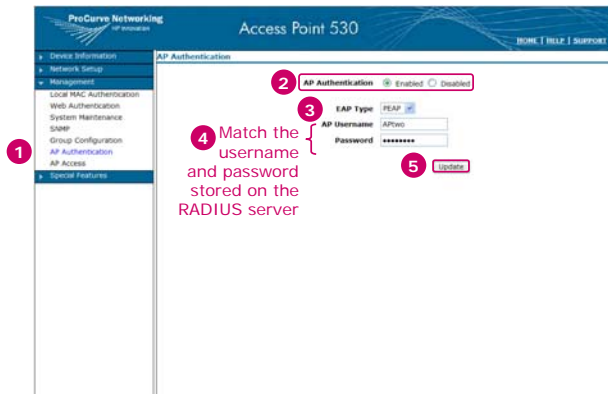 ProCurve Networking
HP Innovation
Access Point 530
HOME | HELP | SUPPORT
Device Information
Network Setup
Management
Local MAC Authentication
Web Authentication
System Maintenance
SNMP
Group Configuration
AP Authentication
AP Access
Special Features
1
AP Authentication
2
AP Authentication Enabled Disabled
3
EAP Type PEAP
AP Username APtwo
Password ••••••••
4 Match the
username
and password
stored on the
RADIUS server
5 Update